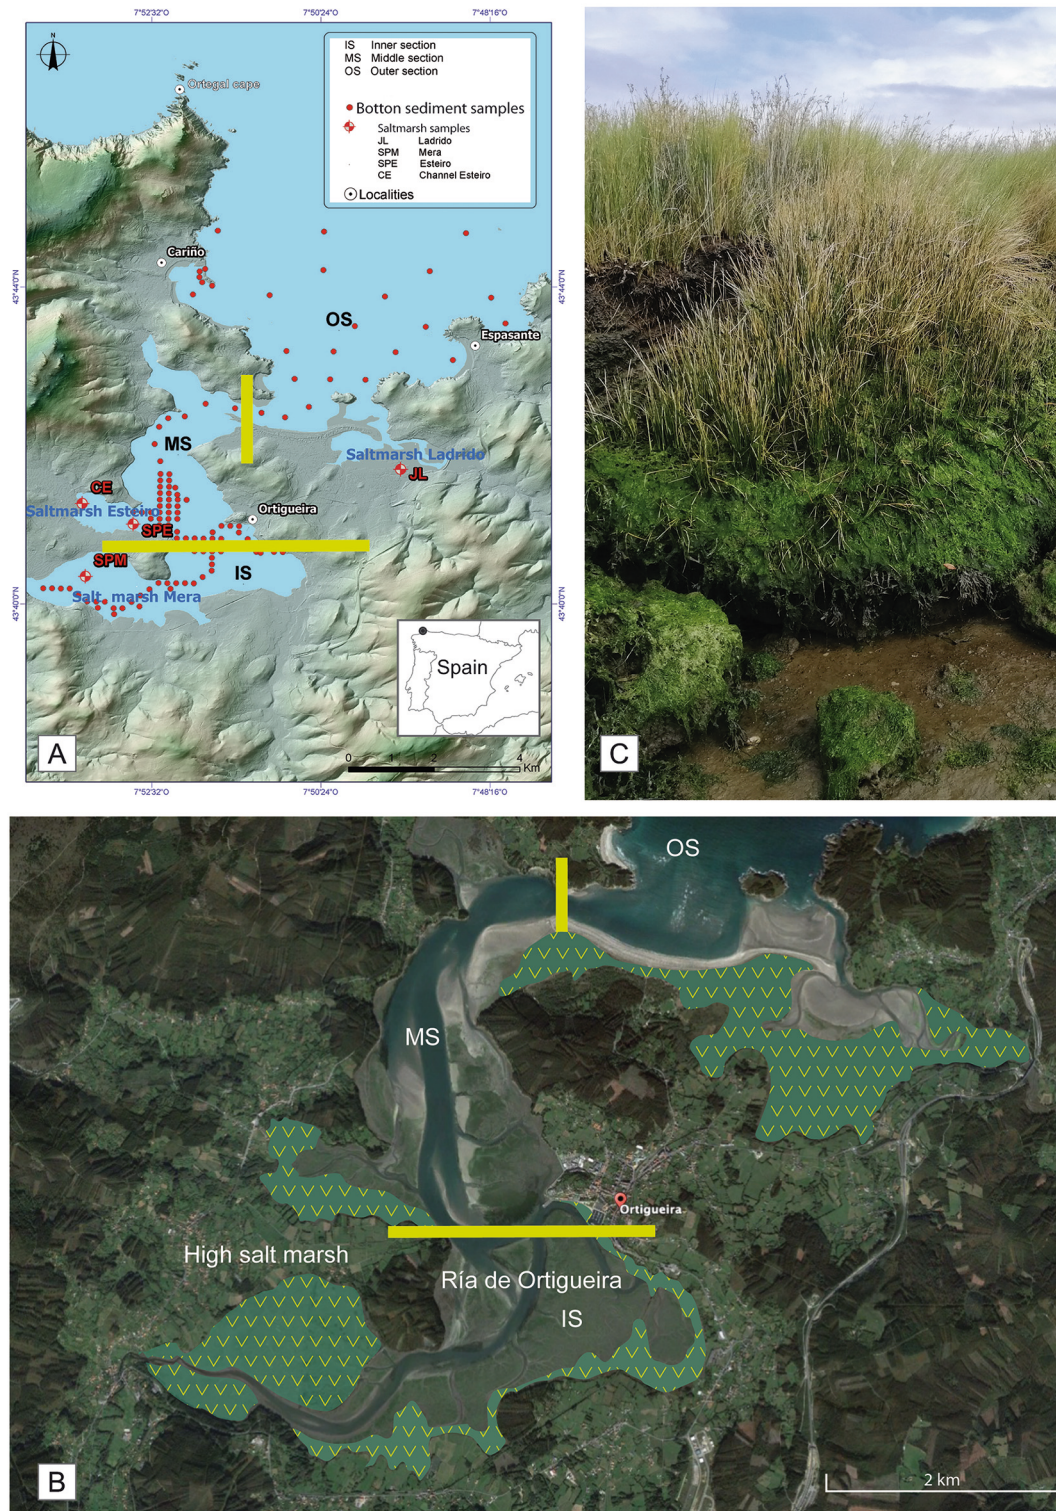 7°52'32"O 7°50'24"O 7°48'16"O
N
IS Inner section
MS Middle section
OS Outer section
Botton sediment samples
Saltmarsh samples
JL Ladrido
SPM Mera
SPE Esteiro
CE Channel Esteiro
Localities
Ortegal cape
Cariño
43°44'0"N
43°44'0"N
OS
Espasante
MS
Saltmarsh Ladrido
JL
CE
Saltmarsh Esteiro
Ortigueira
SPE
SPM
IS
Salt. marsh Mera
43°40'0"N
43°40'0"N
Spain
A
0 2 4
Km
7°52'32"O 7°50'24"O 7°48'16"O
C
OS
MS
Ortigueira
High salt marsh
Ría de Ortigueira
IS
B
2 km